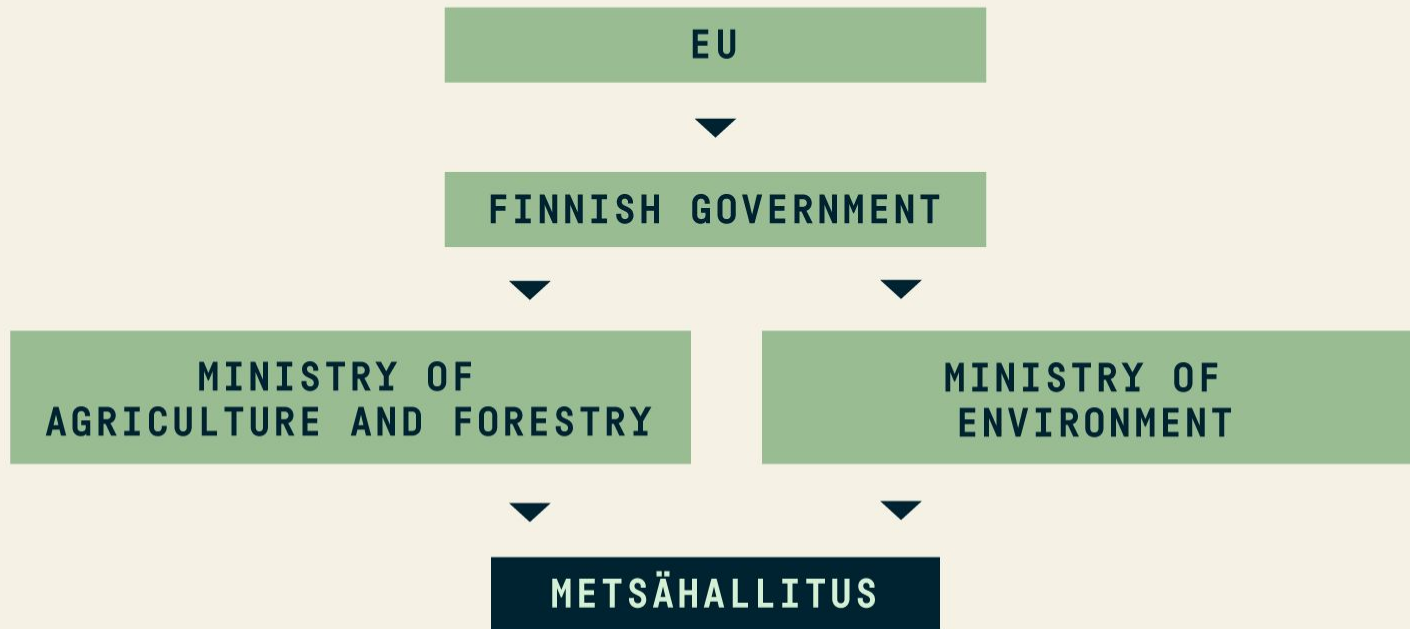 EU
FINNISH GOVERNMENT
MINISTRY OF
AGRICULTURE AND FORESTRY
MINISTRY OF
ENVIRONMENT
METSÄHALLITUS